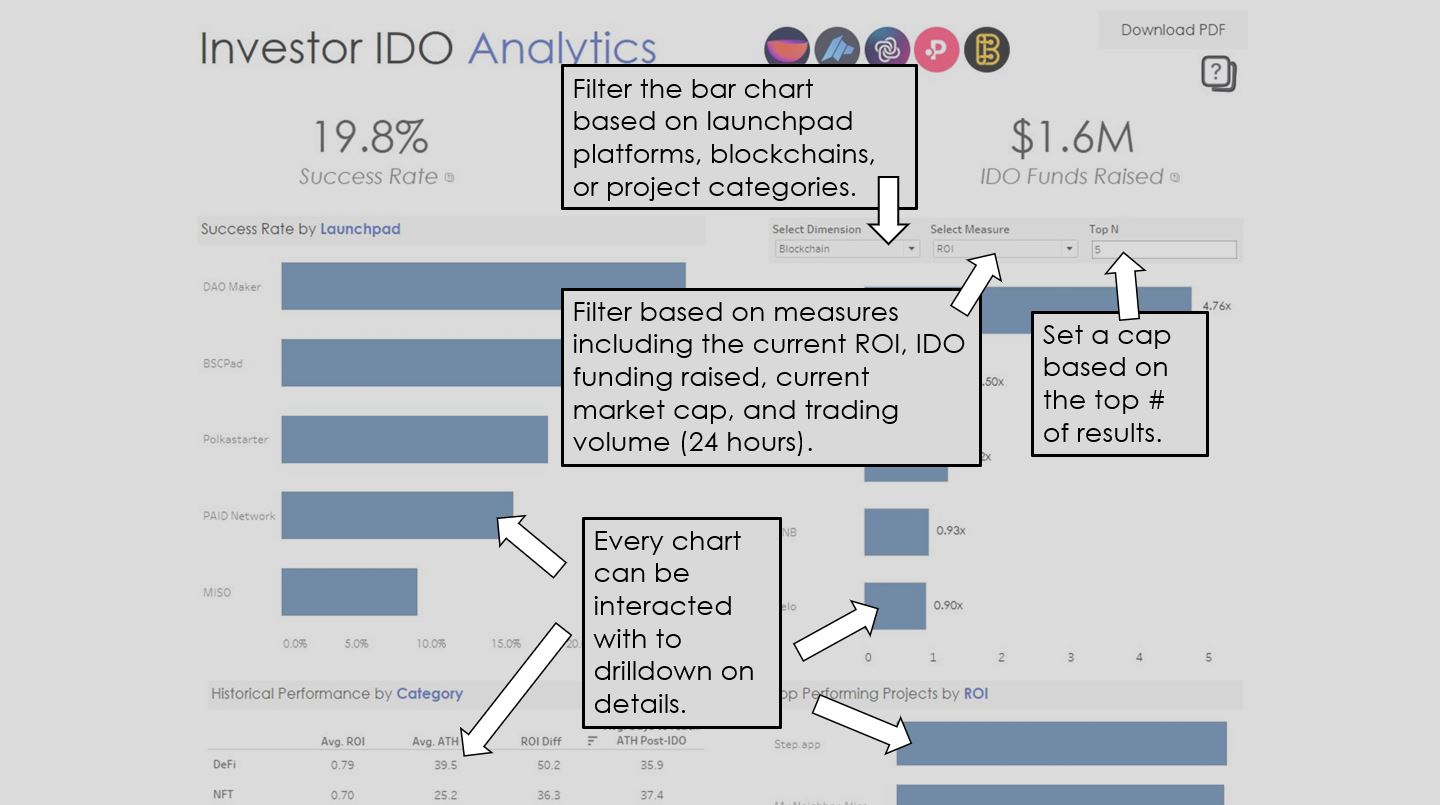 Investor IDO Analytics
Download PDF
19.8%
Success Rate
$1.6M
IDO Funds Raised
Filter the bar chart
based on launchpad
platforms, blockchains,
or project categories.
Success Rate by Launchpad
Select Dimension
Select Measure
Top N
Blockchain
ROI
5
DAO Maker
BSCPad
Polkastarter
PAID Network
MISO
0.0%
5.0%
10.0%
15.0%
Filter based on measures
including the current ROI, IDO
funding raised, current
market cap, and trading
volume (24 hours).
Set a cap
based on
the top #
of results.
4.76x
.50x
2x
NB
0.93x
elo
0.90x
0
1
2
3
4
5
Every chart
can be
interacted
with to
drilldown on
details.
Historical Performance by Category
Avg. ROI
Avg. ATH
ROI Diff
ATH Post-IDO
DeFi
0.79
39.5
50.2
35.9
NFT
0.70
25.2
36.3
37.4
op Performing Projects by ROI
Step.app